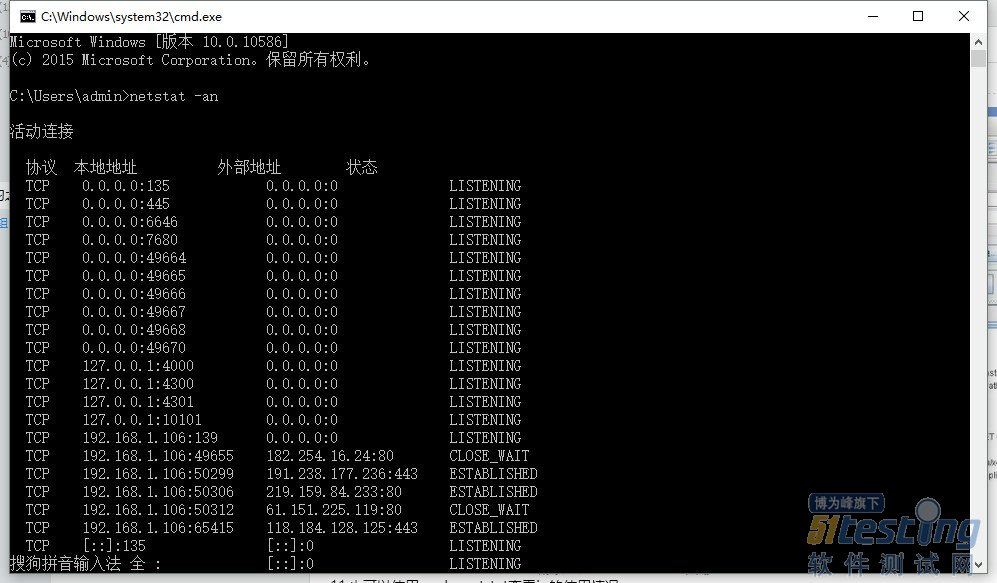 C:\Windows\system32\cmd.exe
Microsoft Windows [版本 10.0.10586]
(c) 2015 Microsoft Corporation。保留所有权利。
C:\Users\admin>netstat -an
活动连接
协议 本地地址 外部地址 状态
TCP 0.0.0.0:135 0.0.0.0:0 LISTENING
TCP 0.0.0.0:445 0.0.0.0:0 LISTENING
TCP 0.0.0.0:6646 0.0.0.0:0 LISTENING
TCP 0.0.0.0:7680 0.0.0.0:0 LISTENING
TCP 0.0.0.0:49664 0.0.0.0:0 LISTENING
TCP 0.0.0.0:49665 0.0.0.0:0 LISTENING
TCP 0.0.0.0:49666 0.0.0.0:0 LISTENING
TCP 0.0.0.0:49667 0.0.0.0:0 LISTENING
TCP 0.0.0.0:49668 0.0.0.0:0 LISTENING
TCP 0.0.0.0:49670 0.0.0.0:0 LISTENING
TCP 127.0.0.1:4000 0.0.0.0:0 LISTENING
TCP 127.0.0.1:4300 0.0.0.0:0 LISTENING
TCP 127.0.0.1:4301 0.0.0.0:0 LISTENING
TCP 127.0.0.1:10101 0.0.0.0:0 LISTENING
TCP 192.168.1.106:139 0.0.0.0:0 LISTENING
TCP 192.168.1.106:49655 182.254.16.24:80 CLOSE_WAIT
TCP 192.168.1.106:50299 191.238.177.236:443 ESTABLISHED
TCP 192.168.1.106:50306 219.159.84.233:80 ESTABLISHED
TCP 192.168.1.106:50312 61.151.225.119:80 CLOSE_WAIT
TCP 192.168.1.106:65415 118.184.128.125:443 ESTABLISHED
TCP [::]:135 [::]:0 LISTENING
搜狗拼音输入法 全 : [::]:0 LISTENING
博为峰旗下
51testing
软件测试网